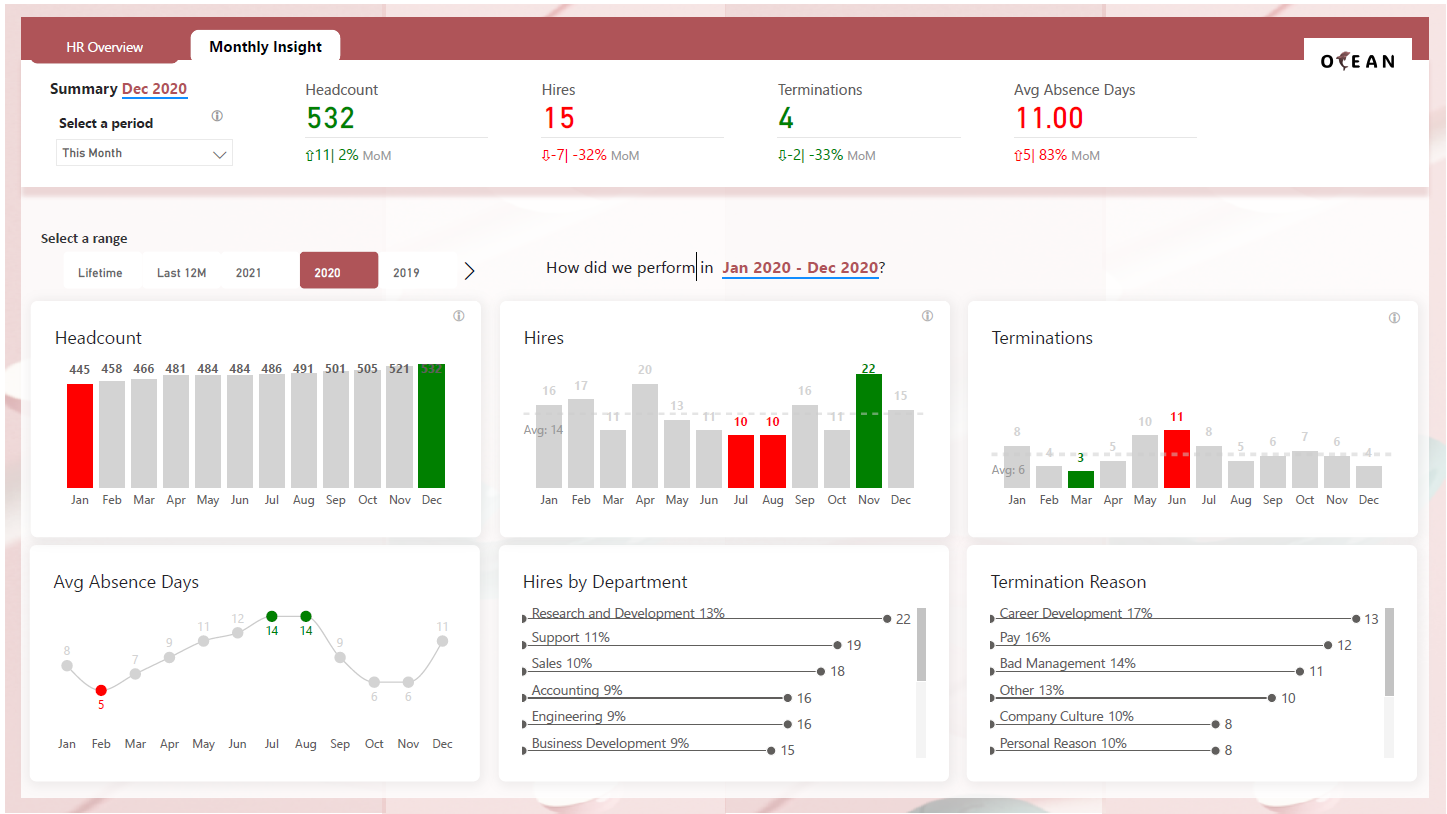 HR Overview
Monthly Insight
OCEAN
Summary Dec 2020
Select a period
This Month
Headcount
532
⇧11| 2% MoM
Hires
15
⇩-7| -32% MoM
Terminations
4
⇩-2| -33% MoM
Avg Absence Days
11.00
⇧5| 83% MoM
Select a range
Lifetime
Last 12M
2021
2020
2019
How did we perform in Jan 2020 - Dec 2020?
Headcount
445 458 466 481 484 484 486 491 501 505 521 532
Jan Feb Mar Apr May Jun Jul Aug Sep Oct Nov Dec
Hires
16 17 11 20 13 11 10 10 16 11 22 15
Avg: 14
Jan Feb Mar Apr May Jun Jul Aug Sep Oct Nov Dec
Terminations
8 4 3 5 10 11 8 5 6 7 6 4
Avg: 6
Jan Feb Mar Apr May Jun Jul Aug Sep Oct Nov Dec
Avg Absence Days
8 5 7 9 11 12 14 14 9 6 6 11
Jan Feb Mar Apr May Jun Jul Aug Sep Oct Nov Dec
Hires by Department
Research and Development 13% 22
Support 11% 19
Sales 10% 18
Accounting 9% 16
Engineering 9% 16
Business Development 9% 15
Termination Reason
Career Development 17% 13
Pay 16% 12
Bad Management 14% 11
Other 13% 10
Company Culture 10% 8
Personal Reason 10% 8